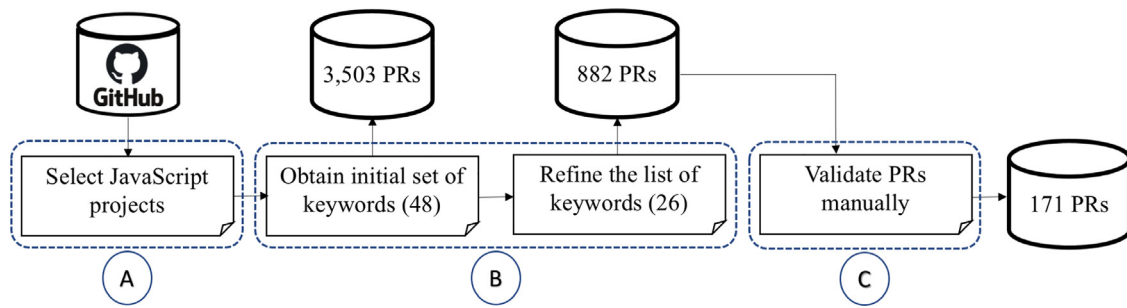 GitHub
3,503 PRs
882 PRs
Select JavaScript
projects
Obtain initial set of
keywords (48)
Refine the list of
keywords (26)
Validate PRs
manually
171 PRs
A
B
C